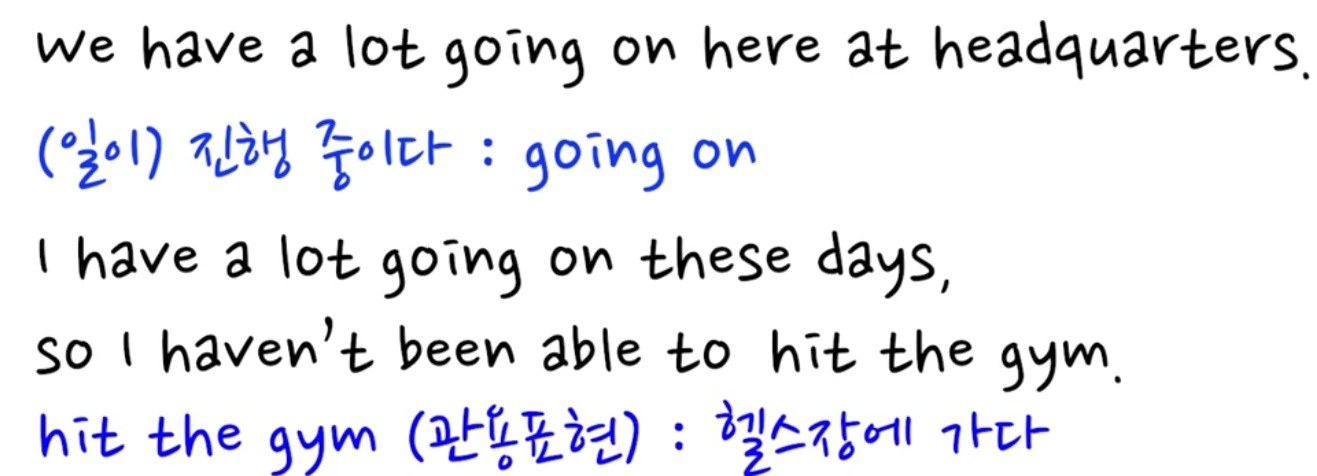 We have a lot going on here at headquarters.
(일이) 진행 중이다 : going on
I have a lot going on these days,
so I haven't been able to hit the gym.
hit the gym (관용표현) : 헬스장에 가다